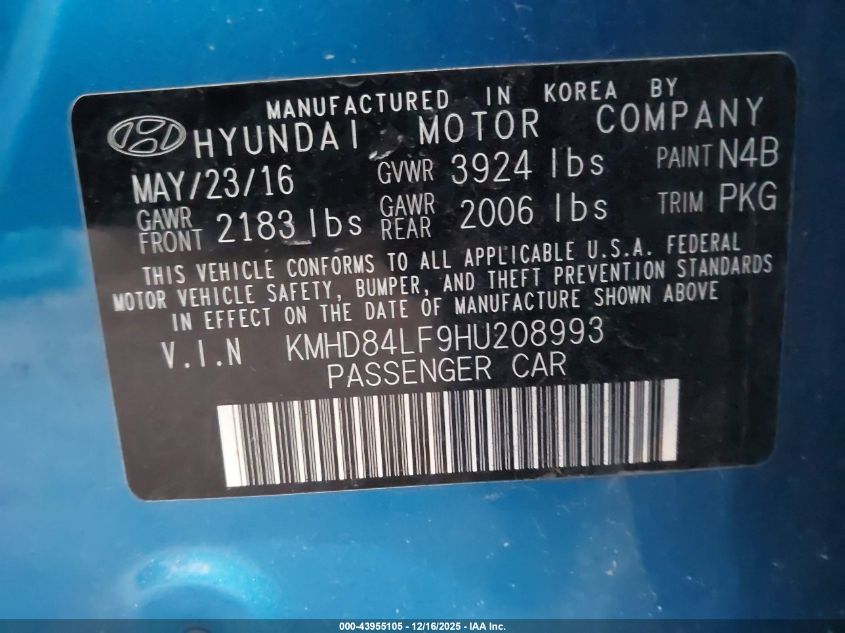 MANUFACTURED IN KOREA BY
HYUNDAI MOTOR COMPANY
MAY/23/16 GVWR 3924 lbs PAINT N4B
GAWR FRONT 2183 lbs GAWR REAR 2006 lbs TRIM PKG
THIS VEHICLE CONFORMS TO ALL APPLICABLE U.S.A. FEDERAL
MOTOR VEHICLE SAFETY, BUMPER, AND THEFT PREVENTION STANDARDS
IN EFFECT ON THE DATE OF MANUFACTURE SHOWN ABOVE
V.I.N KMHD84LF9HU208993
PASSENGER CAR
000-43955105 - 12/16/2025 - IAA Inc.